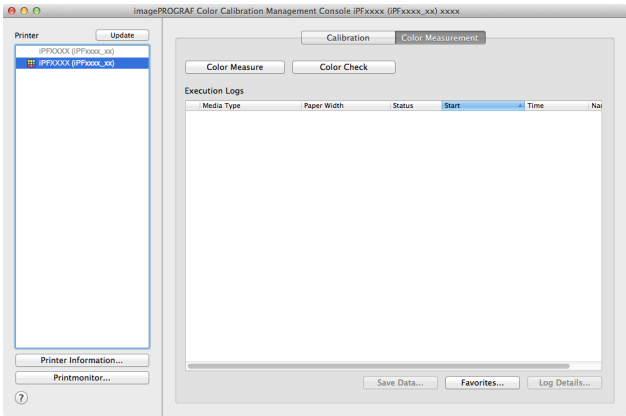 imagePROGRAF Color Calibration Management Console iPFxxxx (iPFxxxx_xx) xxxx
Printer
Update
iPFXXXX (iPFxxxx_xx)
iPFXXXX (iPFxxxx_xx)
Printer Information...
Printmonitor...
?
Calibration Color Measurement
Color Measure Color Check
Execution Logs
Media Type Paper Width Status Start Time Nai
Save Data... Favorites... Log Details...